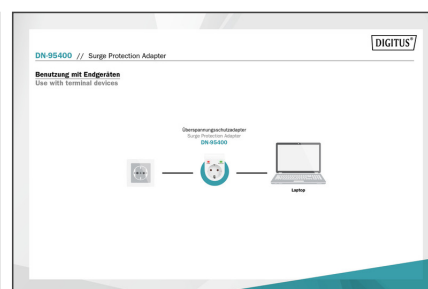 DIGITUS®
DN-95400 // Surge Protection Adapter
Benutzung mit Endgeräten
Use with terminal devices
Überspannungsschutzadapter
Surge Protection Adapter
DN-95400
Laptop